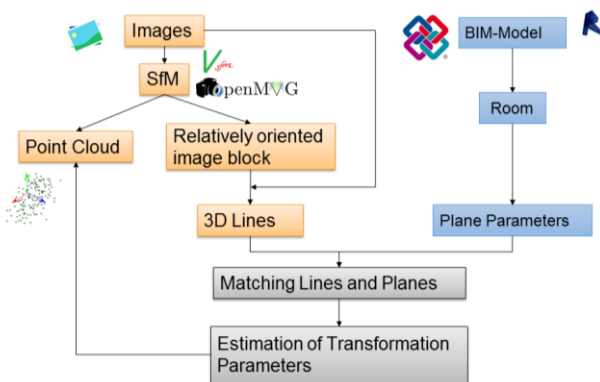 Images
BIM-Model
V.sfm
SfM
openMVG
Room
Point Cloud
Relatively oriented
image block
3D Lines
Plane Parameters
Matching Lines and Planes
Estimation of Transformation
Parameters